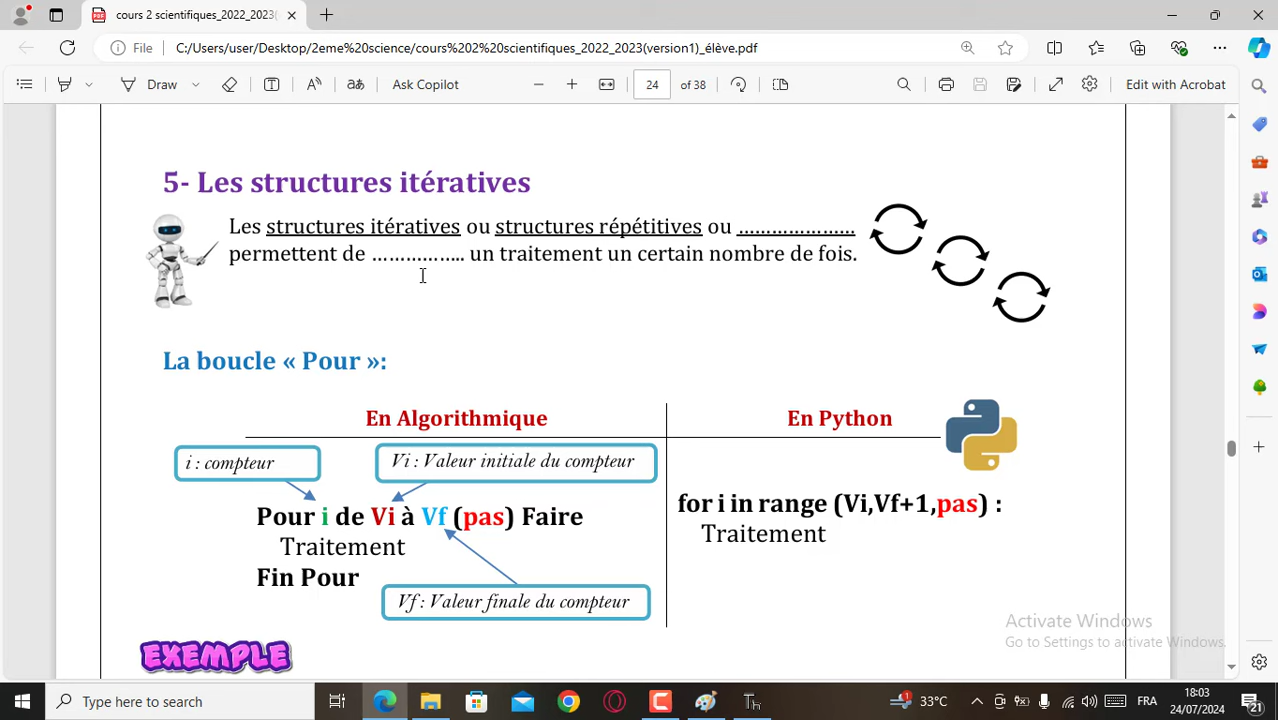 cours 2 scientifiques_2022_2023(
File
C:/Users/user/Desktop/2eme%20science/cours%202%20scientifiques_2022_2023(version1)_élève.pdf
Draw
aあ
Ask Copilot
24
of 38
Edit with Acrobat
5- Les structures itératives
Les structures itératives ou structures répétitives ou …………………
permettent de …………….. un traitement un certain nombre de fois.
La boucle « Pour »:
En Algorithmique
En Python
i : compteur
Vi : Valeur initiale du compteur
Pour i de Vi à Vf (pas) Faire
Traitement
Fin Pour
Vf : Valeur finale du compteur
for i in range (Vi,Vf+1,pas) :
Traitement
EXEMPLE
Activate Windows
Go to Settings to activate Windows.
Type here to search
Th
1
33°C
FRA
18:03
24/07/2024
21